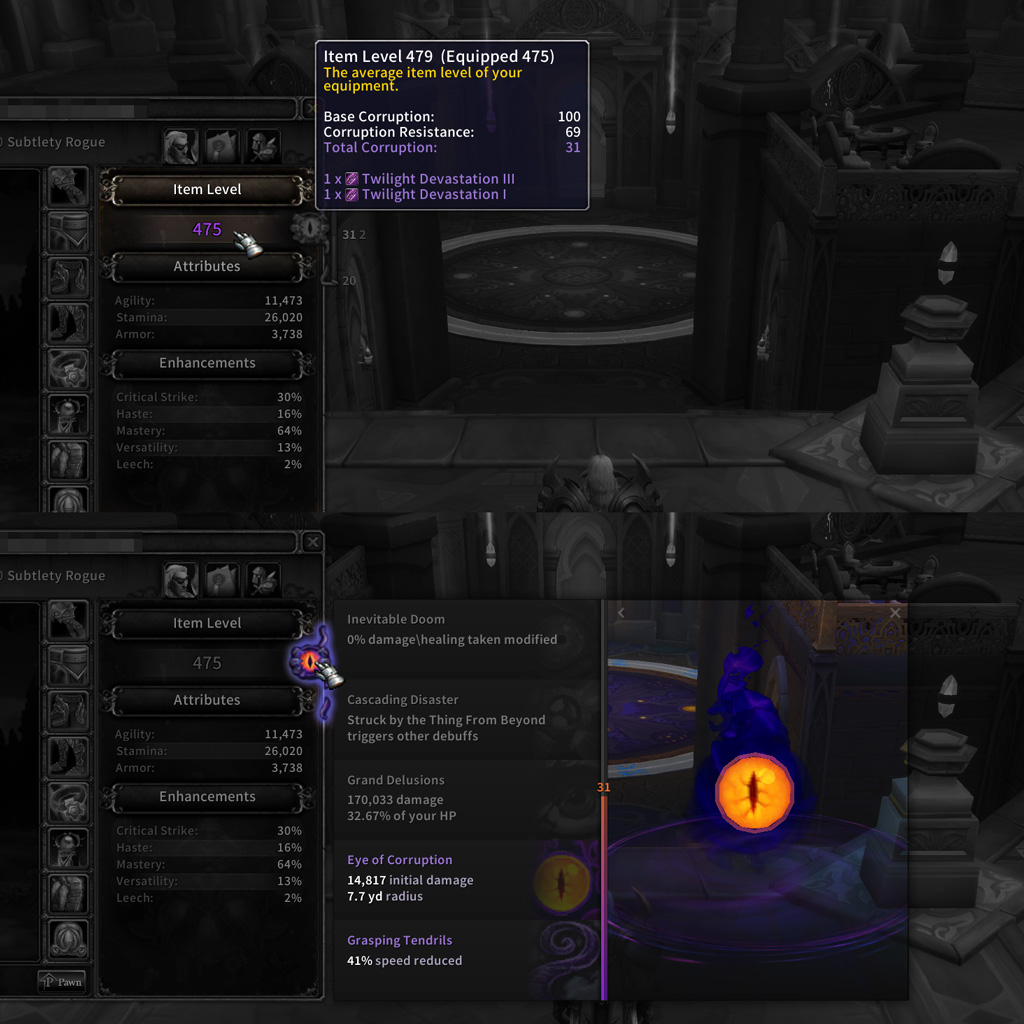 Item Level 479 (Equipped 475)
The average item level of your
equipment.
Base Corruption: 100
Corruption Resistance: 69
Total Corruption: 31
1 x Twilight Devastation III
1 x Twilight Devastation I
Subtlety Rogue
Item Level
475
31 2
Attributes
20
Agility: 11,473
Stamina: 26,020
Armor: 3,738
Enhancements
Critical Strike: 30%
Haste: 16%
Mastery: 64%
Versatility: 13%
Leech: 2%
Subtlety Rogue
Item Level
475
Attributes
Agility: 11,473
Stamina: 26,020
Armor: 3,738
Enhancements
Critical Strike: 30%
Haste: 16%
Mastery: 64%
Versatility: 13%
Leech: 2%
Pawn
Inevitable Doom
0% damage\healing taken modified
Cascading Disaster
Struck by the Thing From Beyond
triggers other debuffs
Grand Delusions
170,033 damage
32.67% of your HP
31
Eye of Corruption
14,817 initial damage
7.7 yd radius
Grasping Tendrils
41% speed reduced